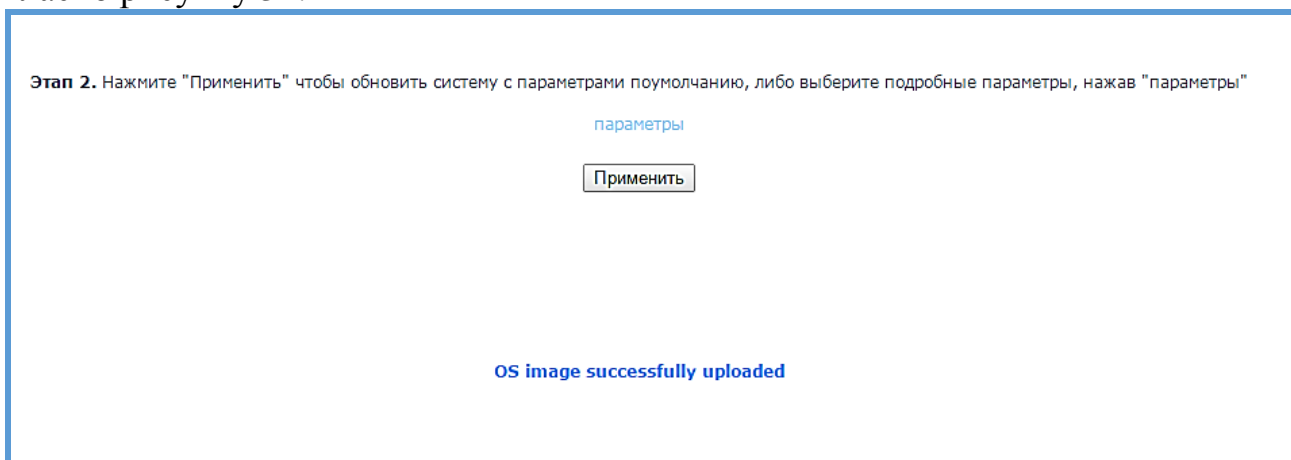 Этап 2. Нажмите "Применить" чтобы обновить систему с параметрами поумолчанию, либо выберите подробные параметры, нажав "параметры"
параметры
Применить
OS image successfully uploaded